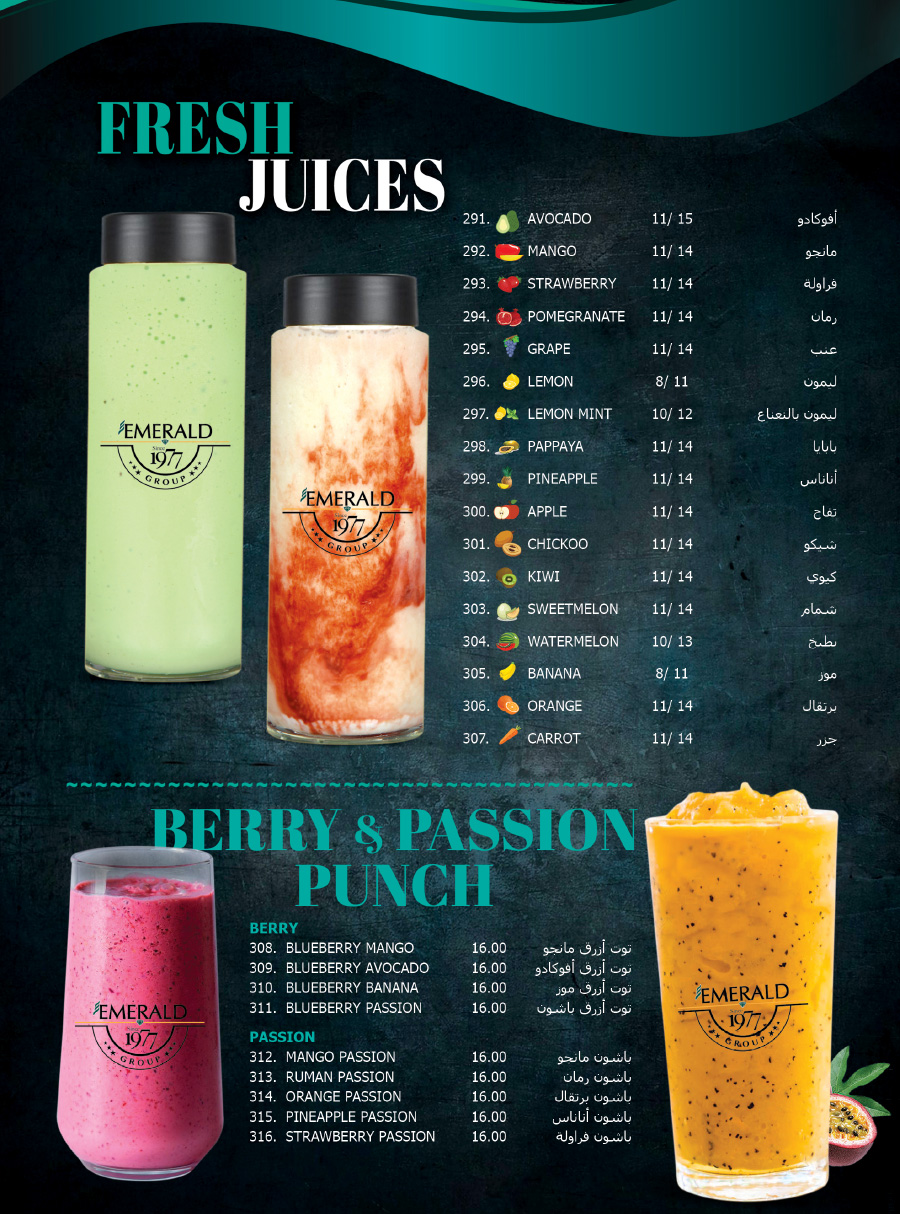 FRESH
JUICES
291. AVOCADO 11/ 15 أفوكادو
292. MANGO 11/ 14 مانجو
293. STRAWBERRY 11/ 14 فراولة
294. POMEGRANATE 11/ 14 رمان
295. GRAPE 11/ 14 عنب
296. LEMON 8/ 11 ليمون
297. LEMON MINT 10/ 12 ليمون بالنعناع
298. PAPPAYA 11/ 14 بابايا
299. PINEAPPLE 11/ 14 أناناس
300. APPLE 11/ 14 تفاح
301. CHICKOO 11/ 14 شيكو
302. KIWI 11/ 14 كيوي
303. SWEETMELON 11/ 14 شمام
304. WATERMELON 10/ 13 بطيخ
305. BANANA 8/ 11 موز
306. ORANGE 11/ 14 برتقال
307. CARROT 11/ 14 جزر
EMERALD
Since
1977
GROUP
EMERALD
1977
GROUP
BERRY & PASSION
PUNCH
BERRY
308. BLUEBERRY MANGO 16.00 توت أزرق مانجو
309. BLUEBERRY AVOCADO 16.00 توت أزرق أفوكادو
310. BLUEBERRY BANANA 16.00 توت أزرق موز
311. BLUEBERRY PASSION 16.00 توت أزرق باشون
PASSION
312. MANGO PASSION 16.00 باشون مانجو
313. RUMAN PASSION 16.00 باشون رمان
314. ORANGE PASSION 16.00 باشون برتقال
315. PINEAPPLE PASSION 16.00 باشون أناناس
316. STRAWBERRY PASSION 16.00 باشون فراولة
EMERALD
1977
GROUP
EMERALD
1977
GROUP